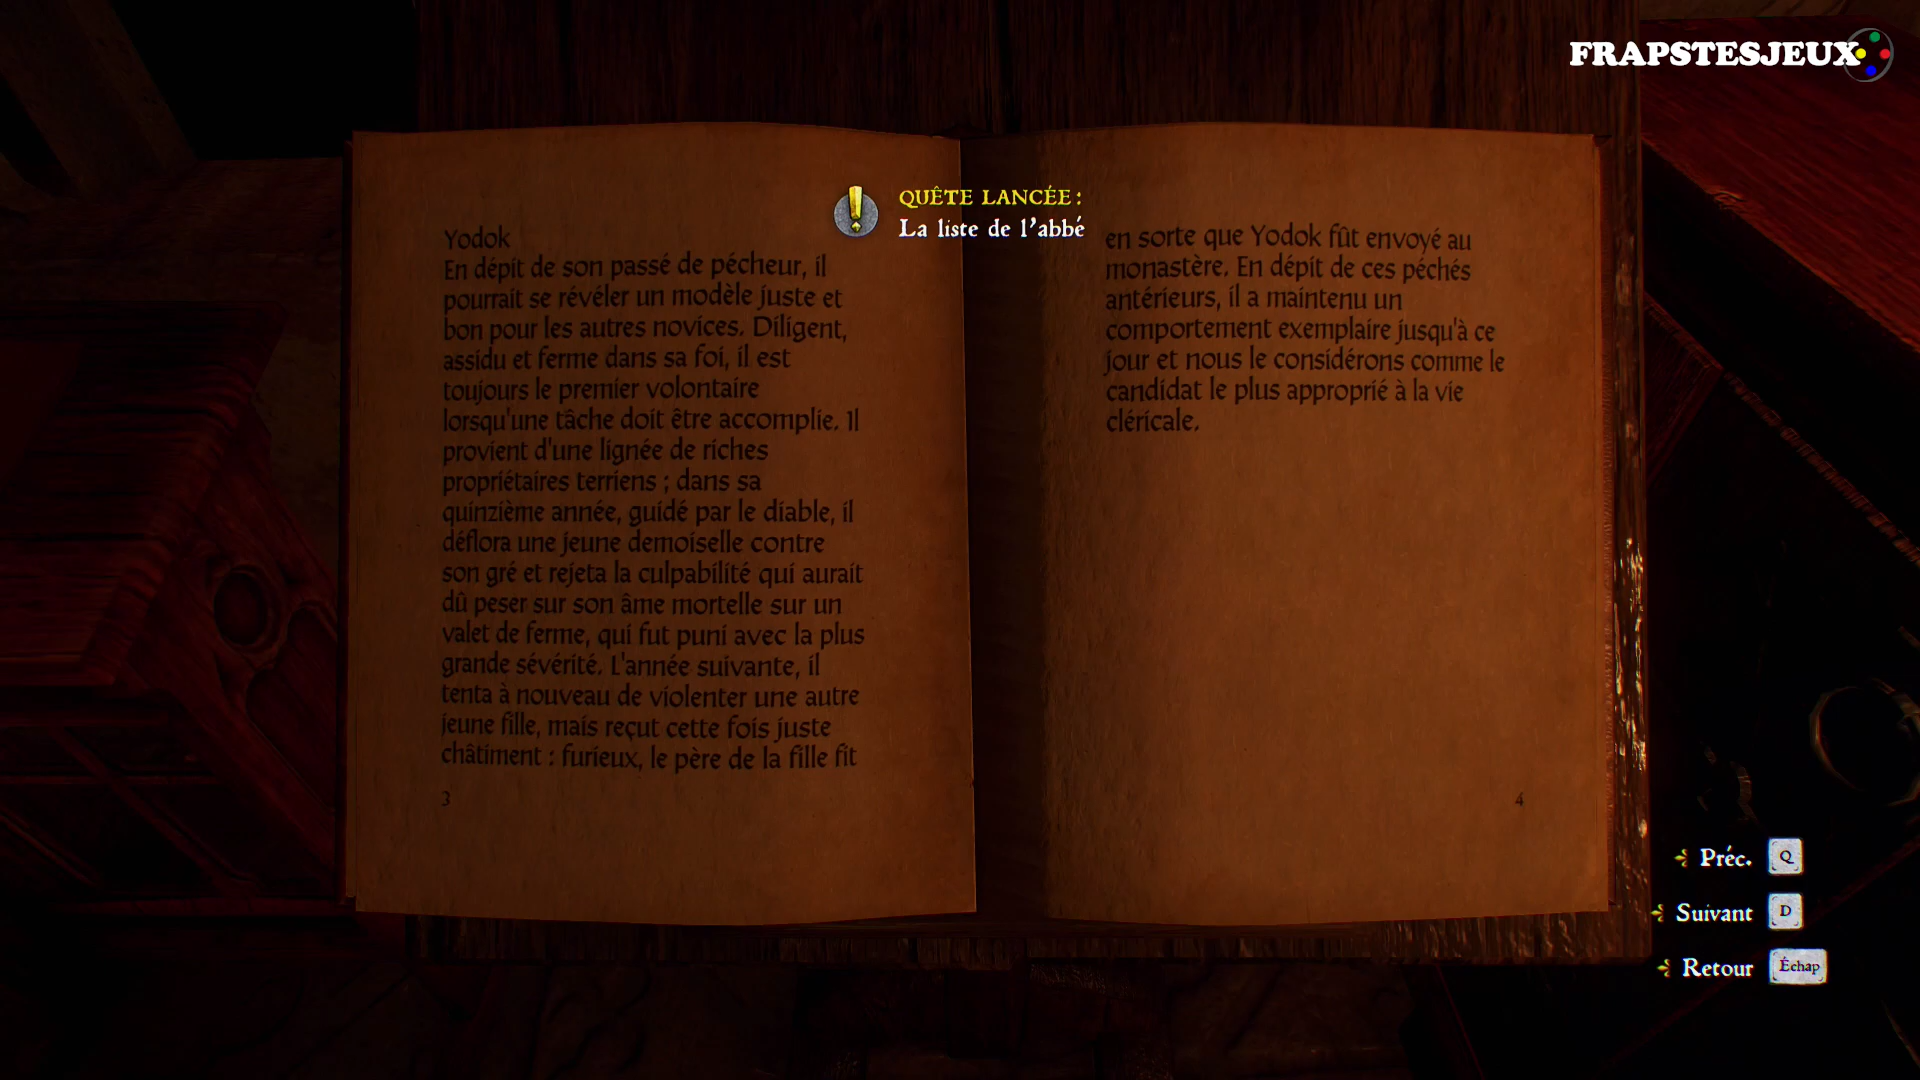 FRAPSTESJEUX
QUÊTE LANCÉE :
La liste de l'abbé
Yodok
En dépit de son passé de pécheur, il
pourrait se révéler un modèle juste et
bon pour les autres novices. Diligent,
assidu et ferme dans sa foi, il est
toujours le premier volontaire
lorsqu'une tâche doit être accomplie. Il
provient d'une lignée de riches
propriétaires terriens ; dans sa
quinzième année, guidé par le diable, il
déflora une jeune demoiselle contre
son gré et rejeta la culpabilité qui aurait
dû peser sur son âme mortelle sur un
valet de ferme, qui fut puni avec la plus
grande sévérité. L'année suivante, il
tenta à nouveau de violenter une autre
jeune fille, mais reçut cette fois juste
châtiment : furieux, le père de la fille fit
3
en sorte que Yodok fût envoyé au
monastère. En dépit de ces péchés
antérieurs, il a maintenu un
comportement exemplaire jusqu'à ce
jour et nous le considérons comme le
candidat le plus approprié à la vie
cléricale.
4
Préc. Q
Suivant D
Retour Échap